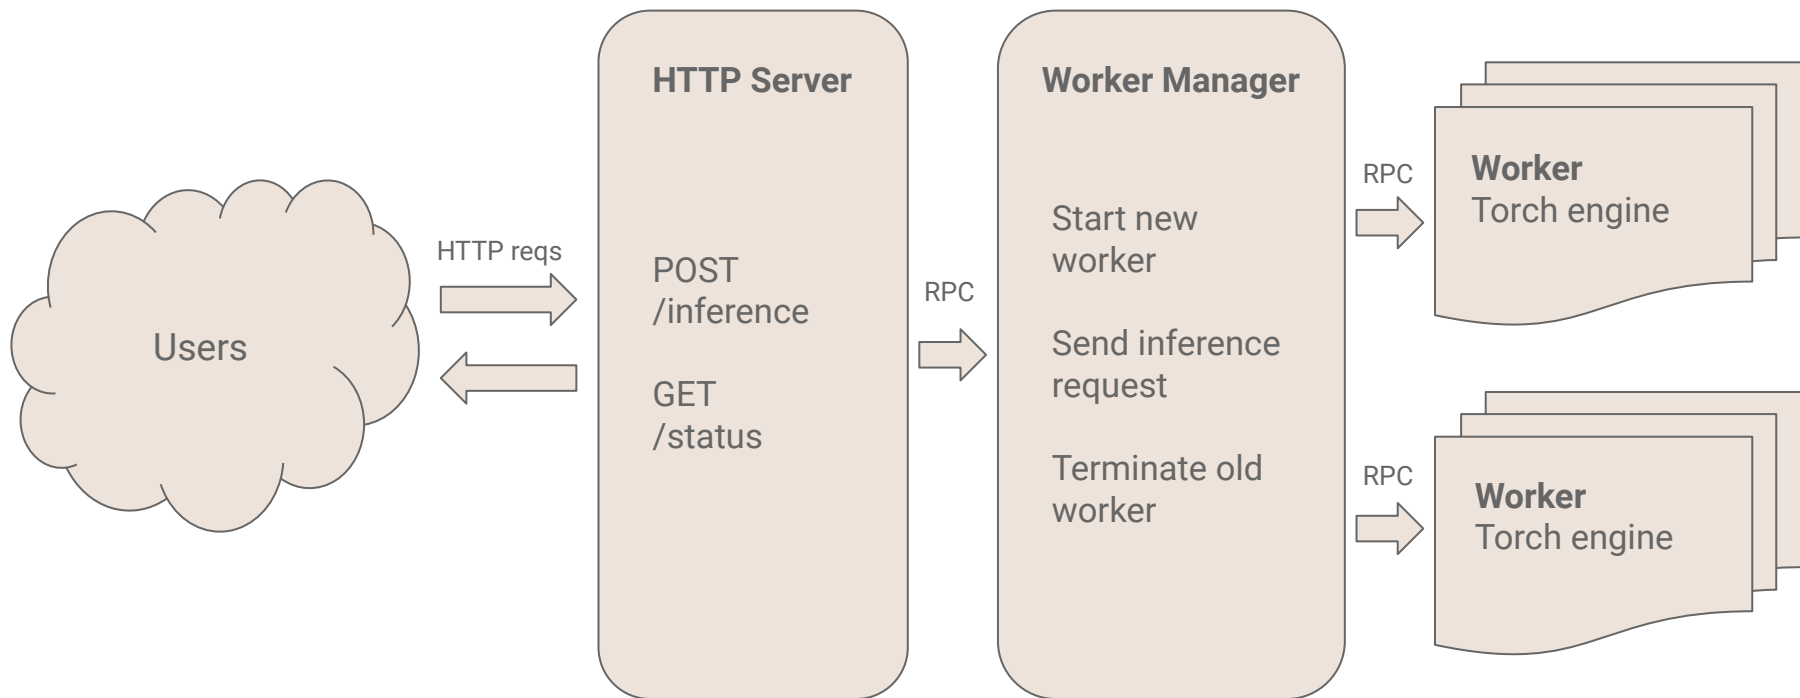 Users
HTTP reqs
HTTP Server
POST
/inference
GET
/status
RPC
Worker Manager
Start new
worker
Send inference
request
Terminate old
worker
RPC
Worker
Torch engine
RPC
Worker
Torch engine